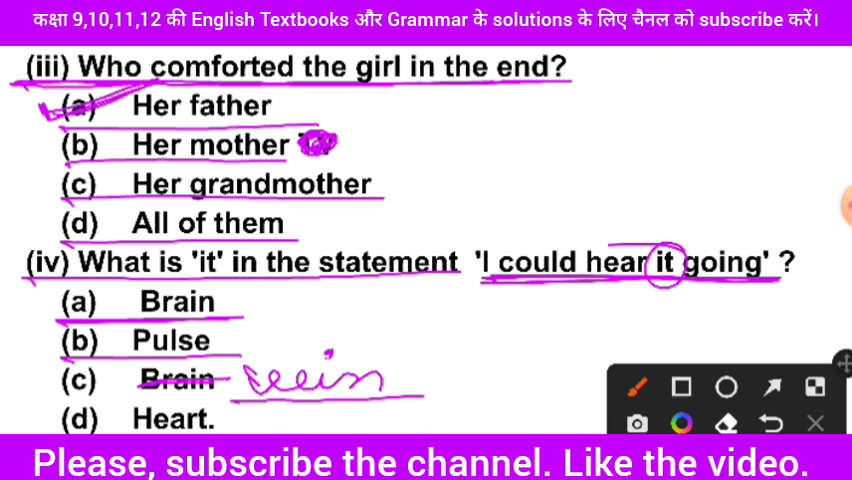 कक्षा 9,10,11,12 की English Textbooks और Grammar के solutions के लिए चैनल को subscribe करें।
(iii) Who comforted the girl in the end?
(a) Her father
(b) Her mother
(c) Her grandmother
(d) All of them
(iv) What is 'it' in the statement 'I could hear it going' ?
(a) Brain
(b) Pulse
(c) Brain
(d) Heart.
Please, subscribe the channel. Like the video.